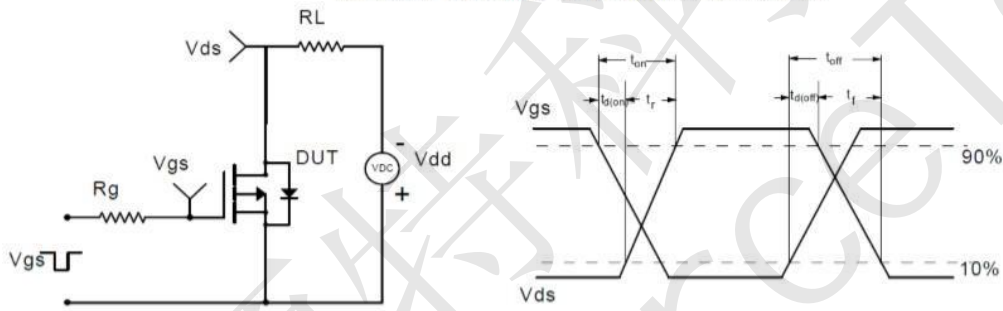 RL
Vds
-
Vdd
VDC
+
DUT
Vgs
Rg
Vgs
ton
toff
td(on)
tr
td(off)
tf
Vgs
90%
10%
Vds